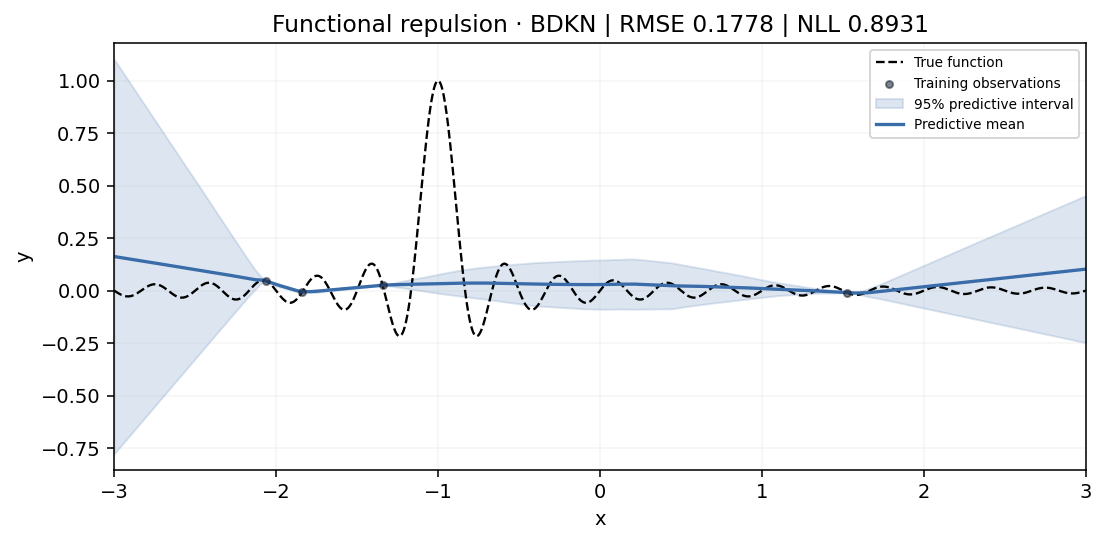 Functional repulsion · BDKN | RMSE 0.1778 | NLL 0.8931
True function
Training observations
95% predictive interval
Predictive mean
1.00
0.75
0.50
0.25
0.00
−0.25
−0.50
−0.75
y
−3
−2
−1
0
1
2
3
x